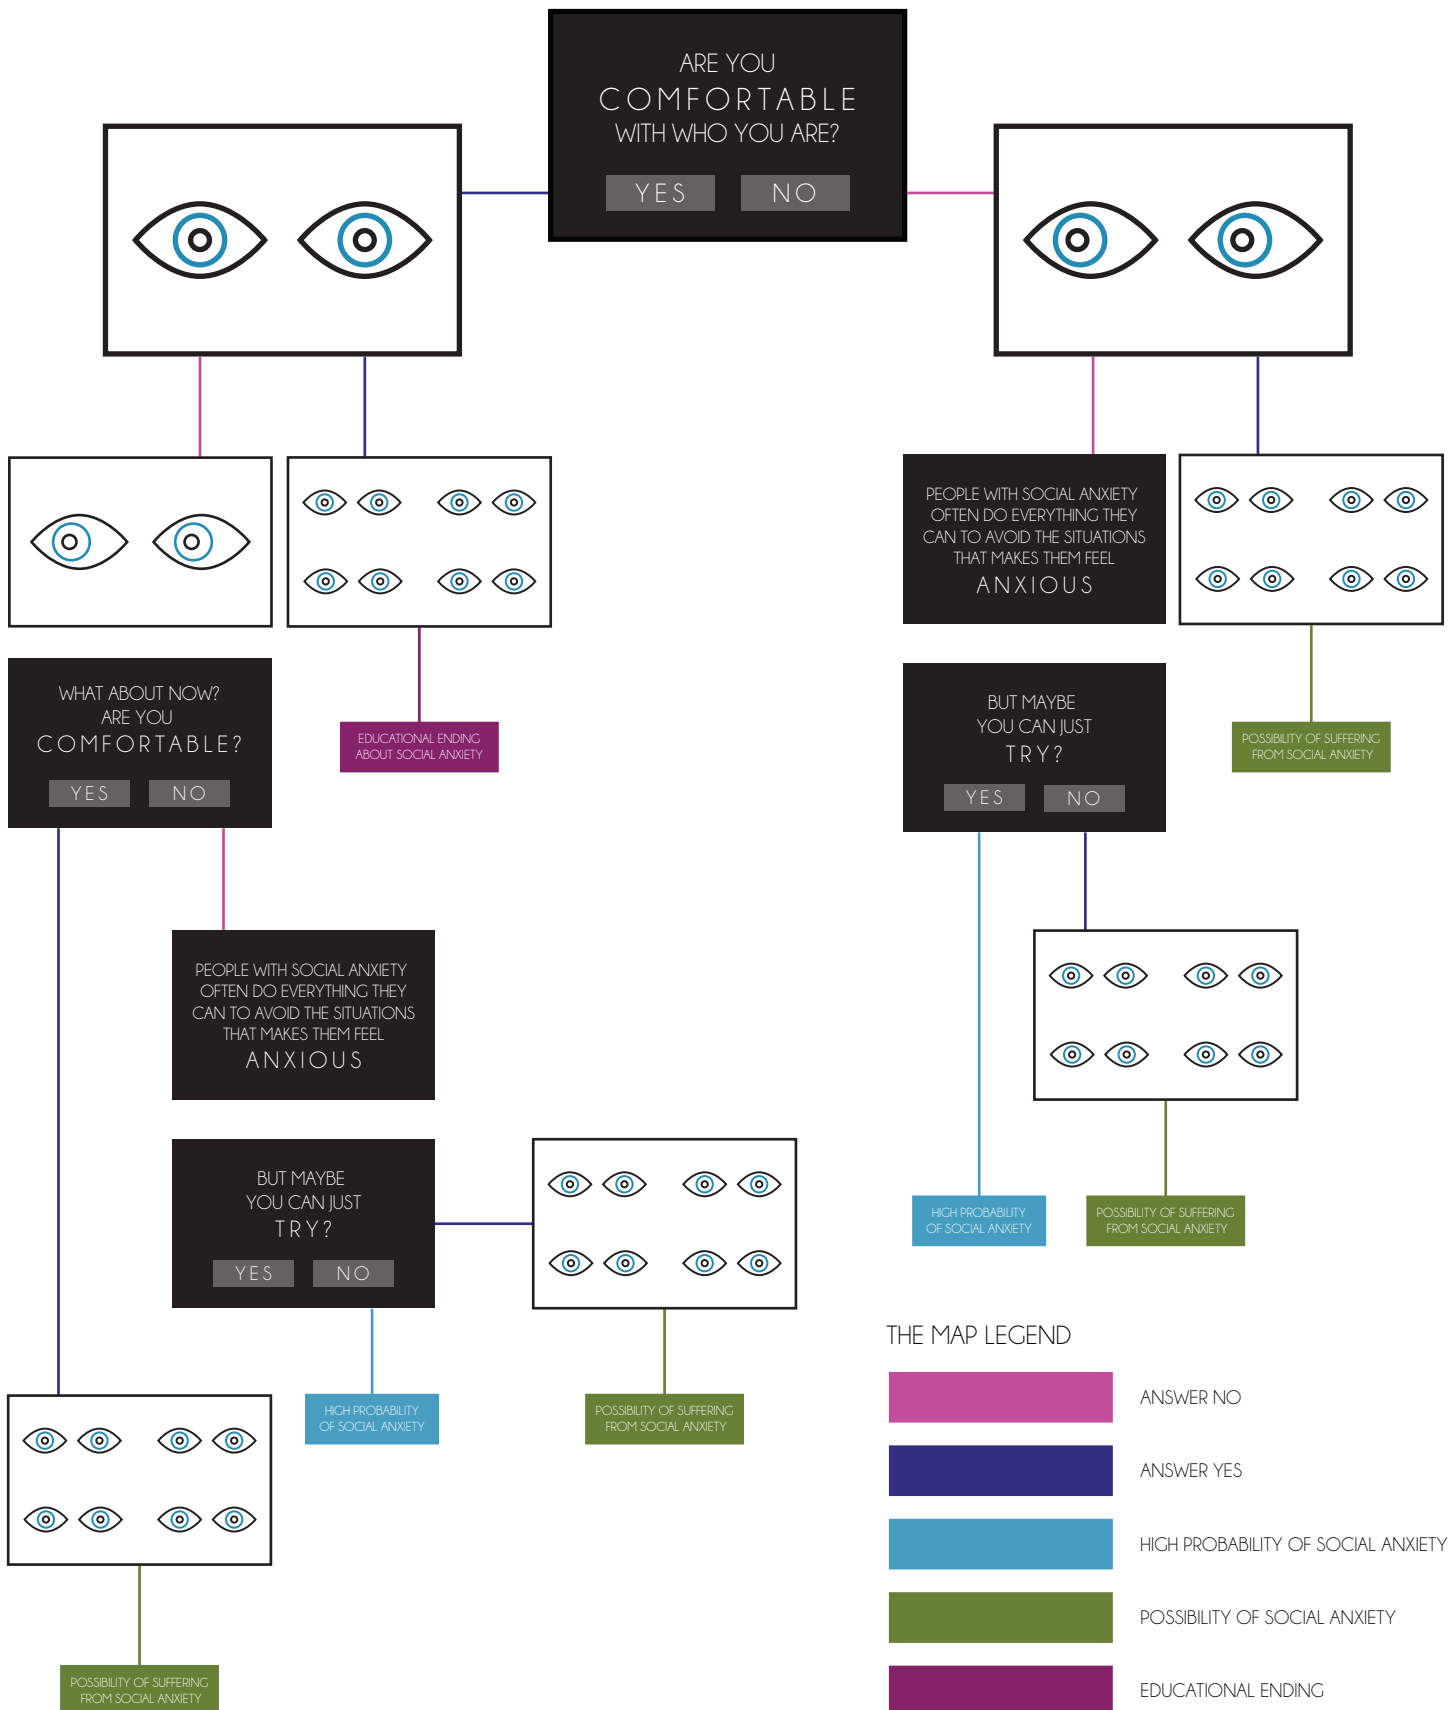 ARE YOU
COMFORTABLE
WITH WHO YOU ARE?
YES NO
PEOPLE WITH SOCIAL ANXIETY
OFTEN DO EVERYTHING THEY
CAN TO AVOID THE SITUATIONS
THAT MAKES THEM FEEL
ANXIOUS
WHAT ABOUT NOW?
ARE YOU
COMFORTABLE?
YES NO
EDUCATIONAL ENDING
ABOUT SOCIAL ANXIETY
BUT MAYBE
YOU CAN JUST
TRY?
YES NO
POSSIBILITY OF SUFFERING
FROM SOCIAL ANXIETY
PEOPLE WITH SOCIAL ANXIETY
OFTEN DO EVERYTHING THEY
CAN TO AVOID THE SITUATIONS
THAT MAKES THEM FEEL
ANXIOUS
BUT MAYBE
YOU CAN JUST
TRY?
YES NO
HIGH PROBABILITY
OF SOCIAL ANXIETY
POSSIBILITY OF SUFFERING
FROM SOCIAL ANXIETY
HIGH PROBABILITY
OF SOCIAL ANXIETY
POSSIBILITY OF SUFFERING
FROM SOCIAL ANXIETY
POSSIBILITY OF SUFFERING
FROM SOCIAL ANXIETY
THE MAP LEGEND
ANSWER NO
ANSWER YES
HIGH PROBABILITY OF SOCIAL ANXIETY
POSSIBILITY OF SOCIAL ANXIETY
EDUCATIONAL ENDING